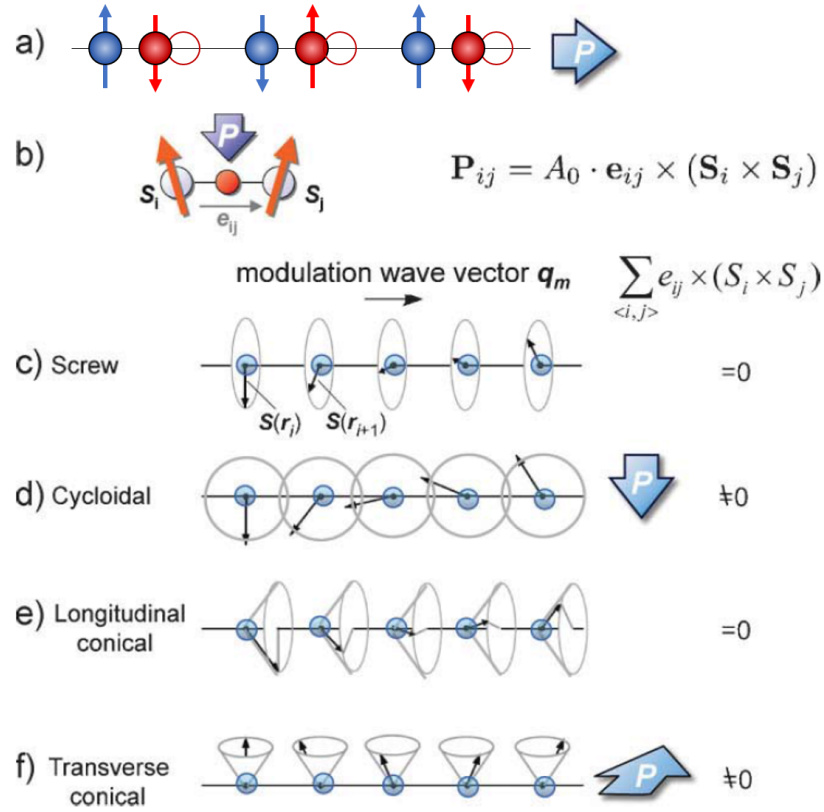 a)
P
b)
P
S_i
S_j
e_ij
P_ij = A_0 · e_ij × (S_i × S_j)
modulation wave vector q_m
∑ e_ij × (S_i × S_j)
<i,j>
c) Screw
=0
S(r_i)
S(r_i+1)
d) Cycloidal
P
≠0
e) Longitudinal
conical
=0
f) Transverse
conical
P
≠0